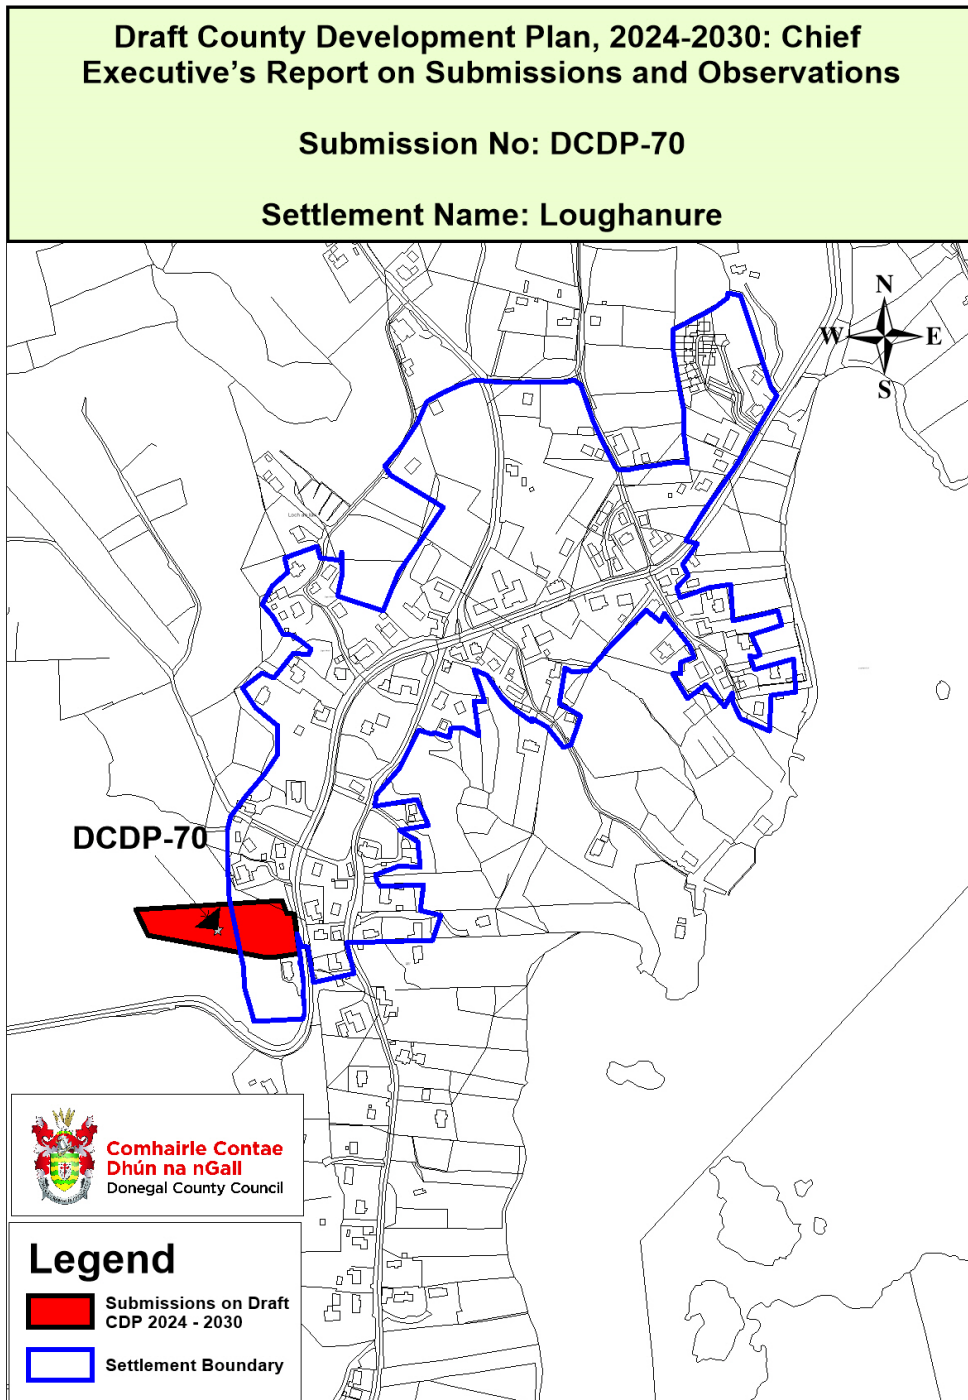 Draft County Development Plan, 2024-2030: Chief
Executive’s Report on Submissions and Observations
Submission No: DCDP-70
Settlement Name: Loughanure
N
W
E
S
DCDP-70
Comhairle Contae
Dhún na nGall
Donegal County Council
Legend
Submissions on Draft
CDP 2024 - 2030
Settlement Boundary